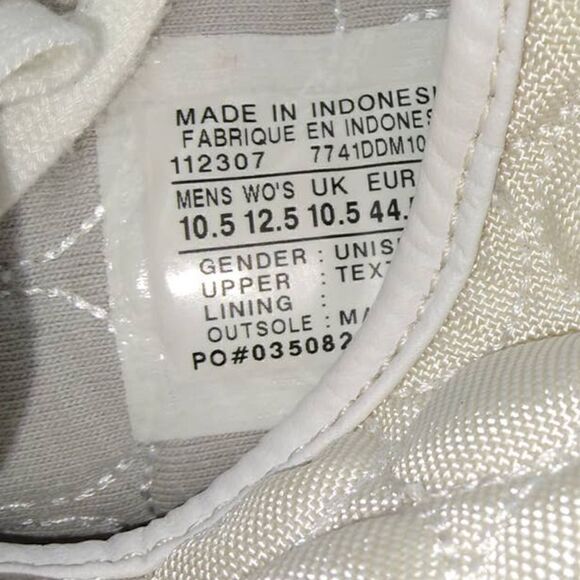 MADE IN INDONESI
FABRIQUE EN INDONES
112307 7741DDM10
MENS WO'S UK EUR
10.5 12.5 10.5 44.
GENDER : UNIS
UPPER : TEXT
LINING :
OUTSOLE : MA
PO#035082